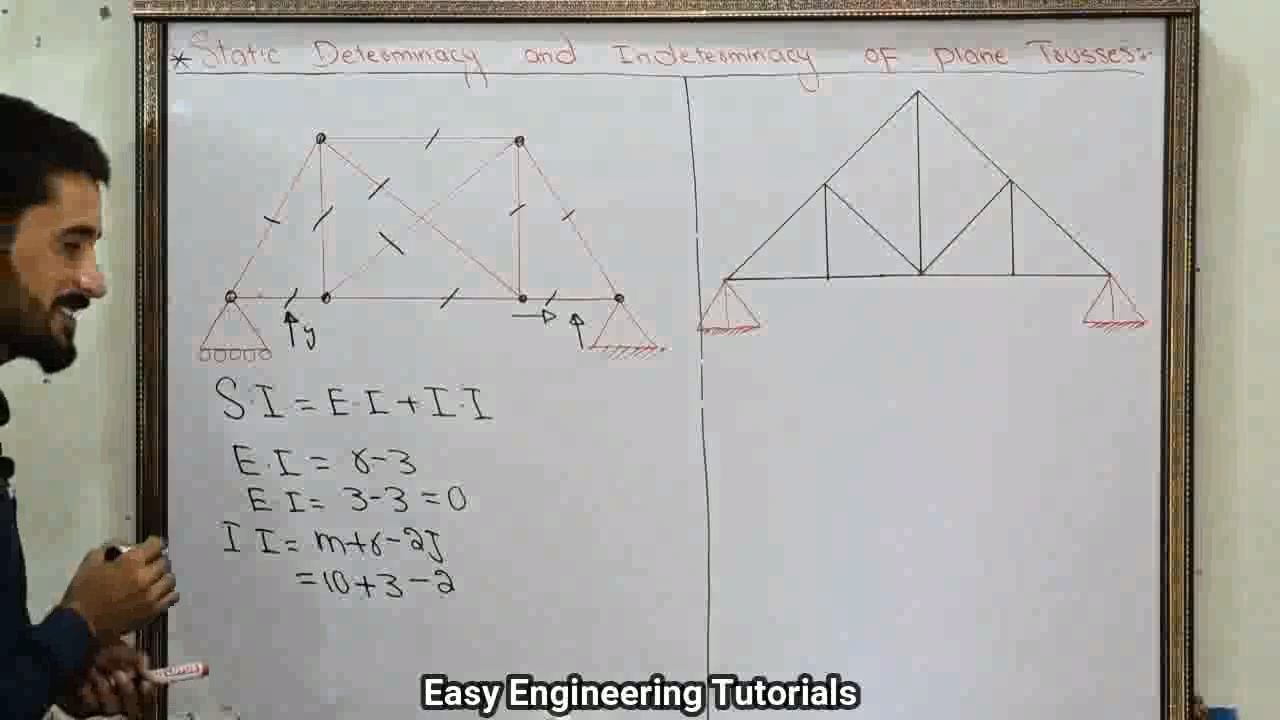 * Static Determinacy and Indeterminacy of plane Trusses:-
y
S.I = E.I + I.I
E.I = r-3
E I = 3-3 = 0
I I = m+r-2J
= 10+3-2
Easy Engineering Tutorials